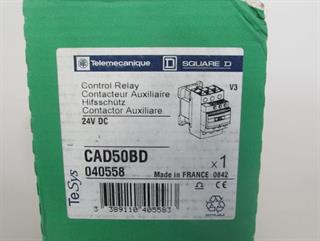 Telemecanique
SQUARE D
Control Relay
Contacteur Auxiliaire
Hifsschütz
Contactor Auxiliare
24V DC
V3
CAD50BD
040558
x 1
Made in FRANCE 0842
TeSys
3 389110 405583